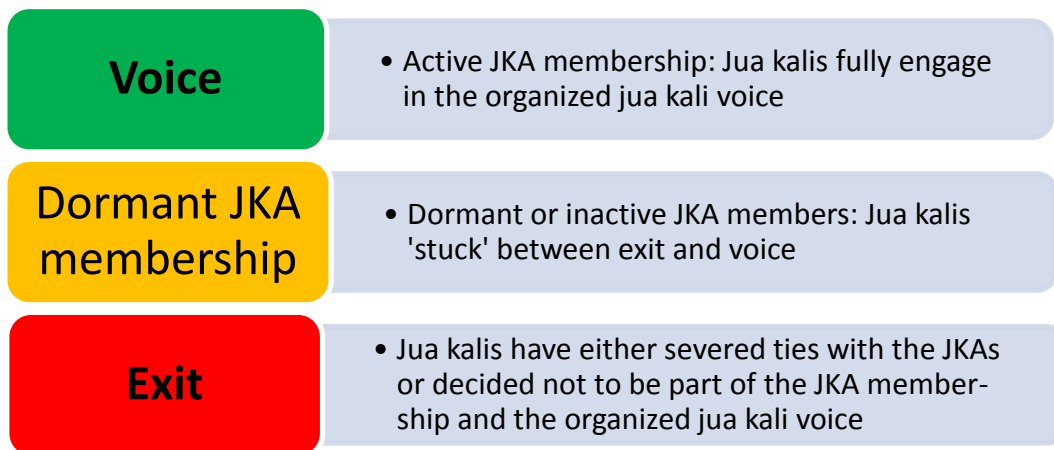 Voice
• Active JKA membership: Jua kalis fully engage
in the organized jua kali voice
Dormant JKA
membership
• Dormant or inactive JKA members: Jua kalis
'stuck' between exit and voice
Exit
• Jua kalis have either severed ties with the JKAs
or decided not to be part of the JKA member-
ship and the organized jua kali voice